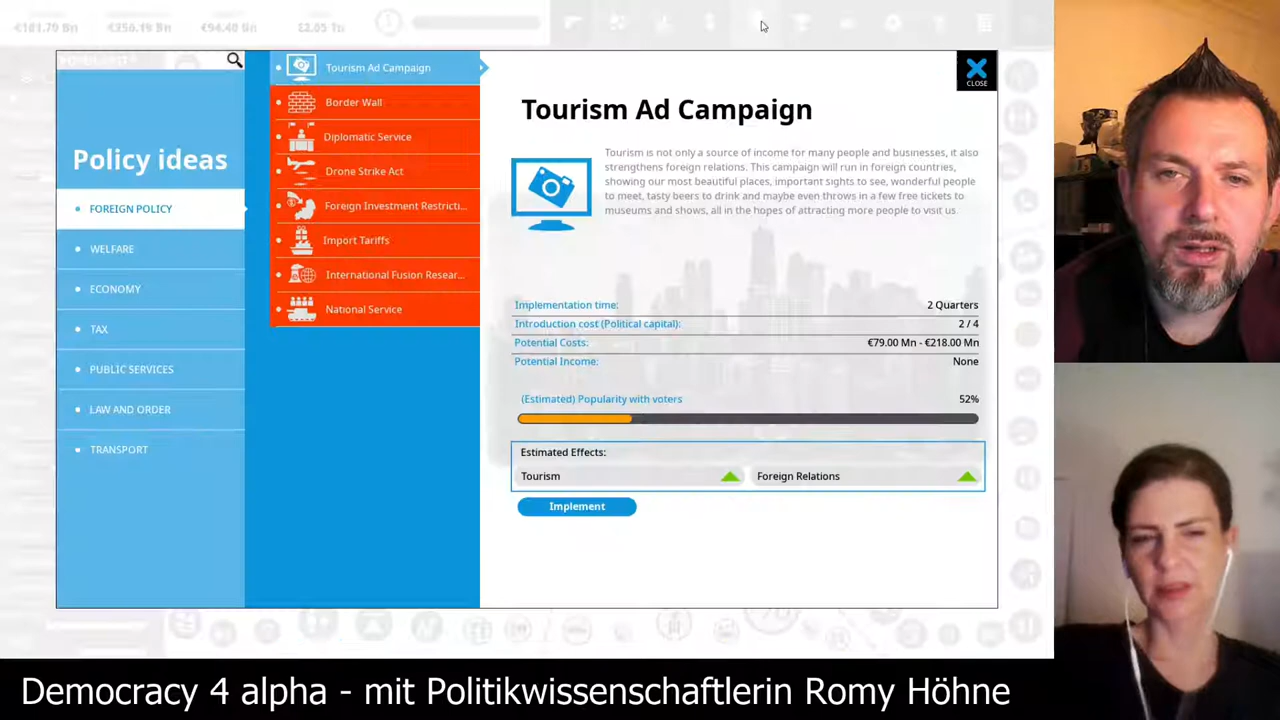 CLOSE
Policy ideas
FOREIGN POLICY
WELFARE
ECONOMY
TAX
PUBLIC SERVICES
LAW AND ORDER
TRANSPORT
Tourism Ad Campaign
Border Wall
Diplomatic Service
Drone Strike Act
Foreign Investment Restricti...
Import Tariffs
International Fusion Resear...
National Service
Tourism Ad Campaign
Tourism is not only a source of income for many people and businesses, it also
strengthens foreign relations. This campaign will run in foreign countries,
showing our most beautiful places, important sights to see, wonderful people
to meet, tasty beers to drink and maybe even throws in a few free tickets to
museums and shows, all in the hopes of attracting more people to visit us.
Implementation time: 2 Quarters
Introduction cost (Political capital): 2 / 4
Potential Costs: €79.00 Mn - €218.00 Mn
Potential Income: None
(Estimated) Popularity with voters 52%
Estimated Effects:
Tourism Foreign Relations
Implement
Democracy 4 alpha - mit Politikwissenschaftlerin Romy Höhne